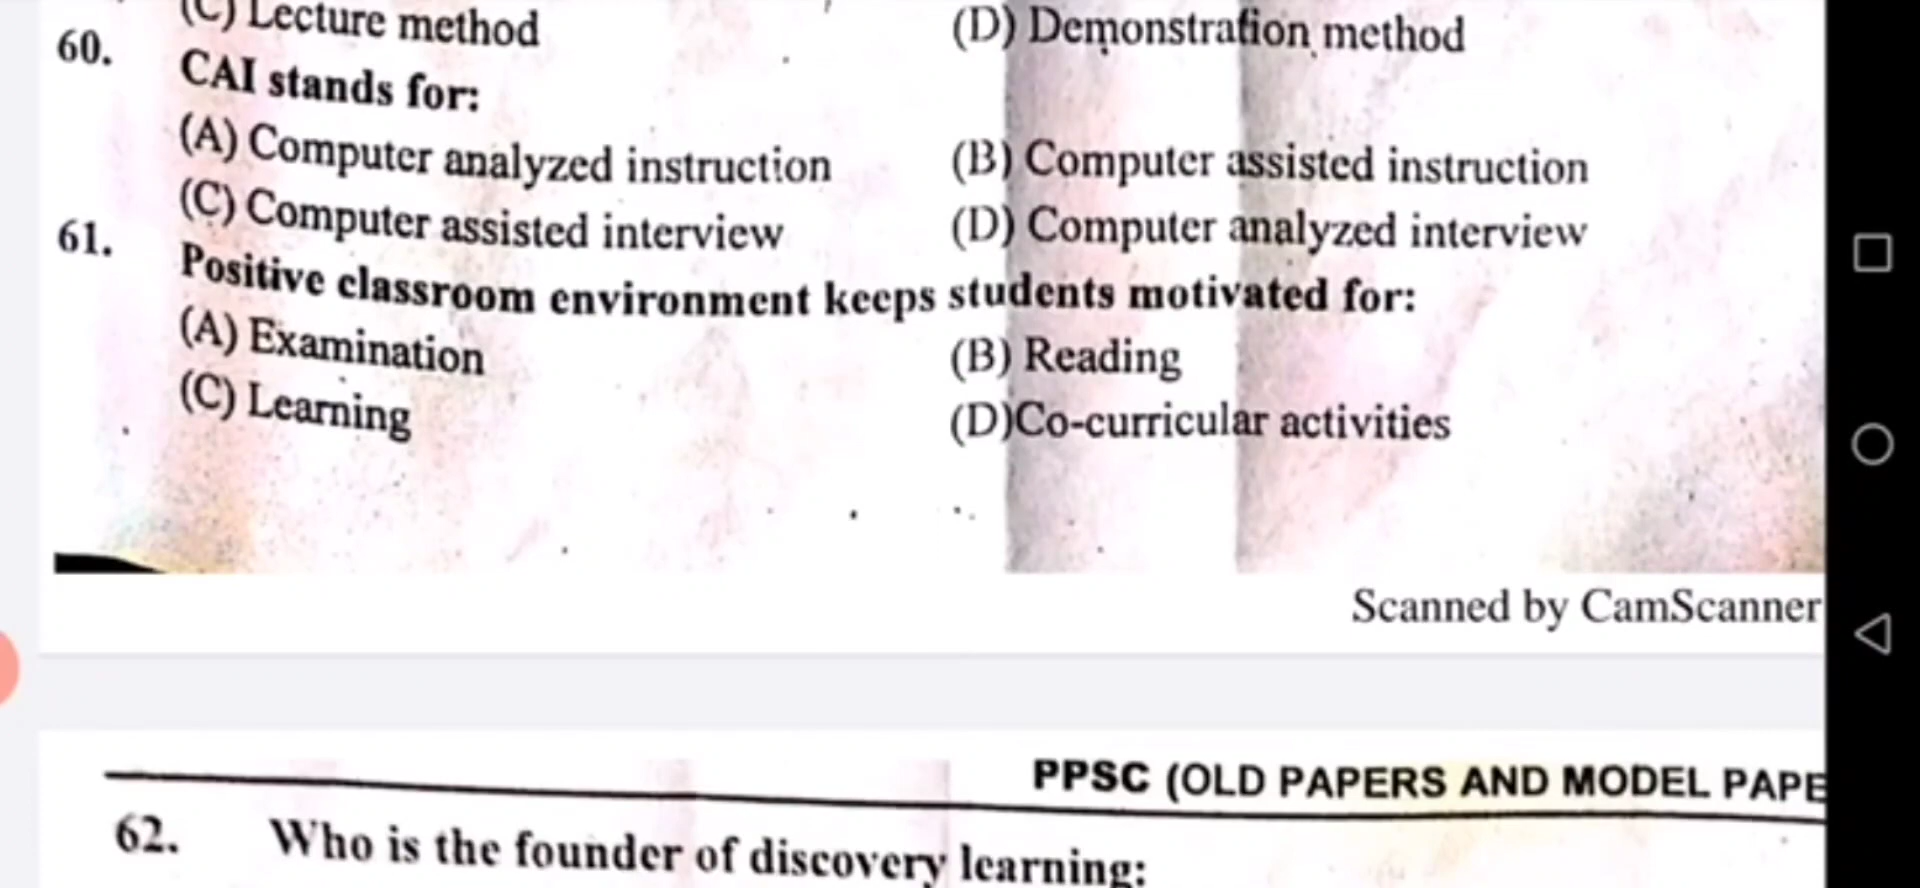 (C) Lecture method (D) Demonstration method
60. CAI stands for:
(A) Computer analyzed instruction (B) Computer assisted instruction
(C) Computer assisted interview (D) Computer analyzed interview
61. Positive classroom environment keeps students motivated for:
(A) Examination (B) Reading
(C) Learning (D)Co-curricular activities
Scanned by CamScanner
PPSC (OLD PAPERS AND MODEL PAPE
62. Who is the founder of discovery learning: